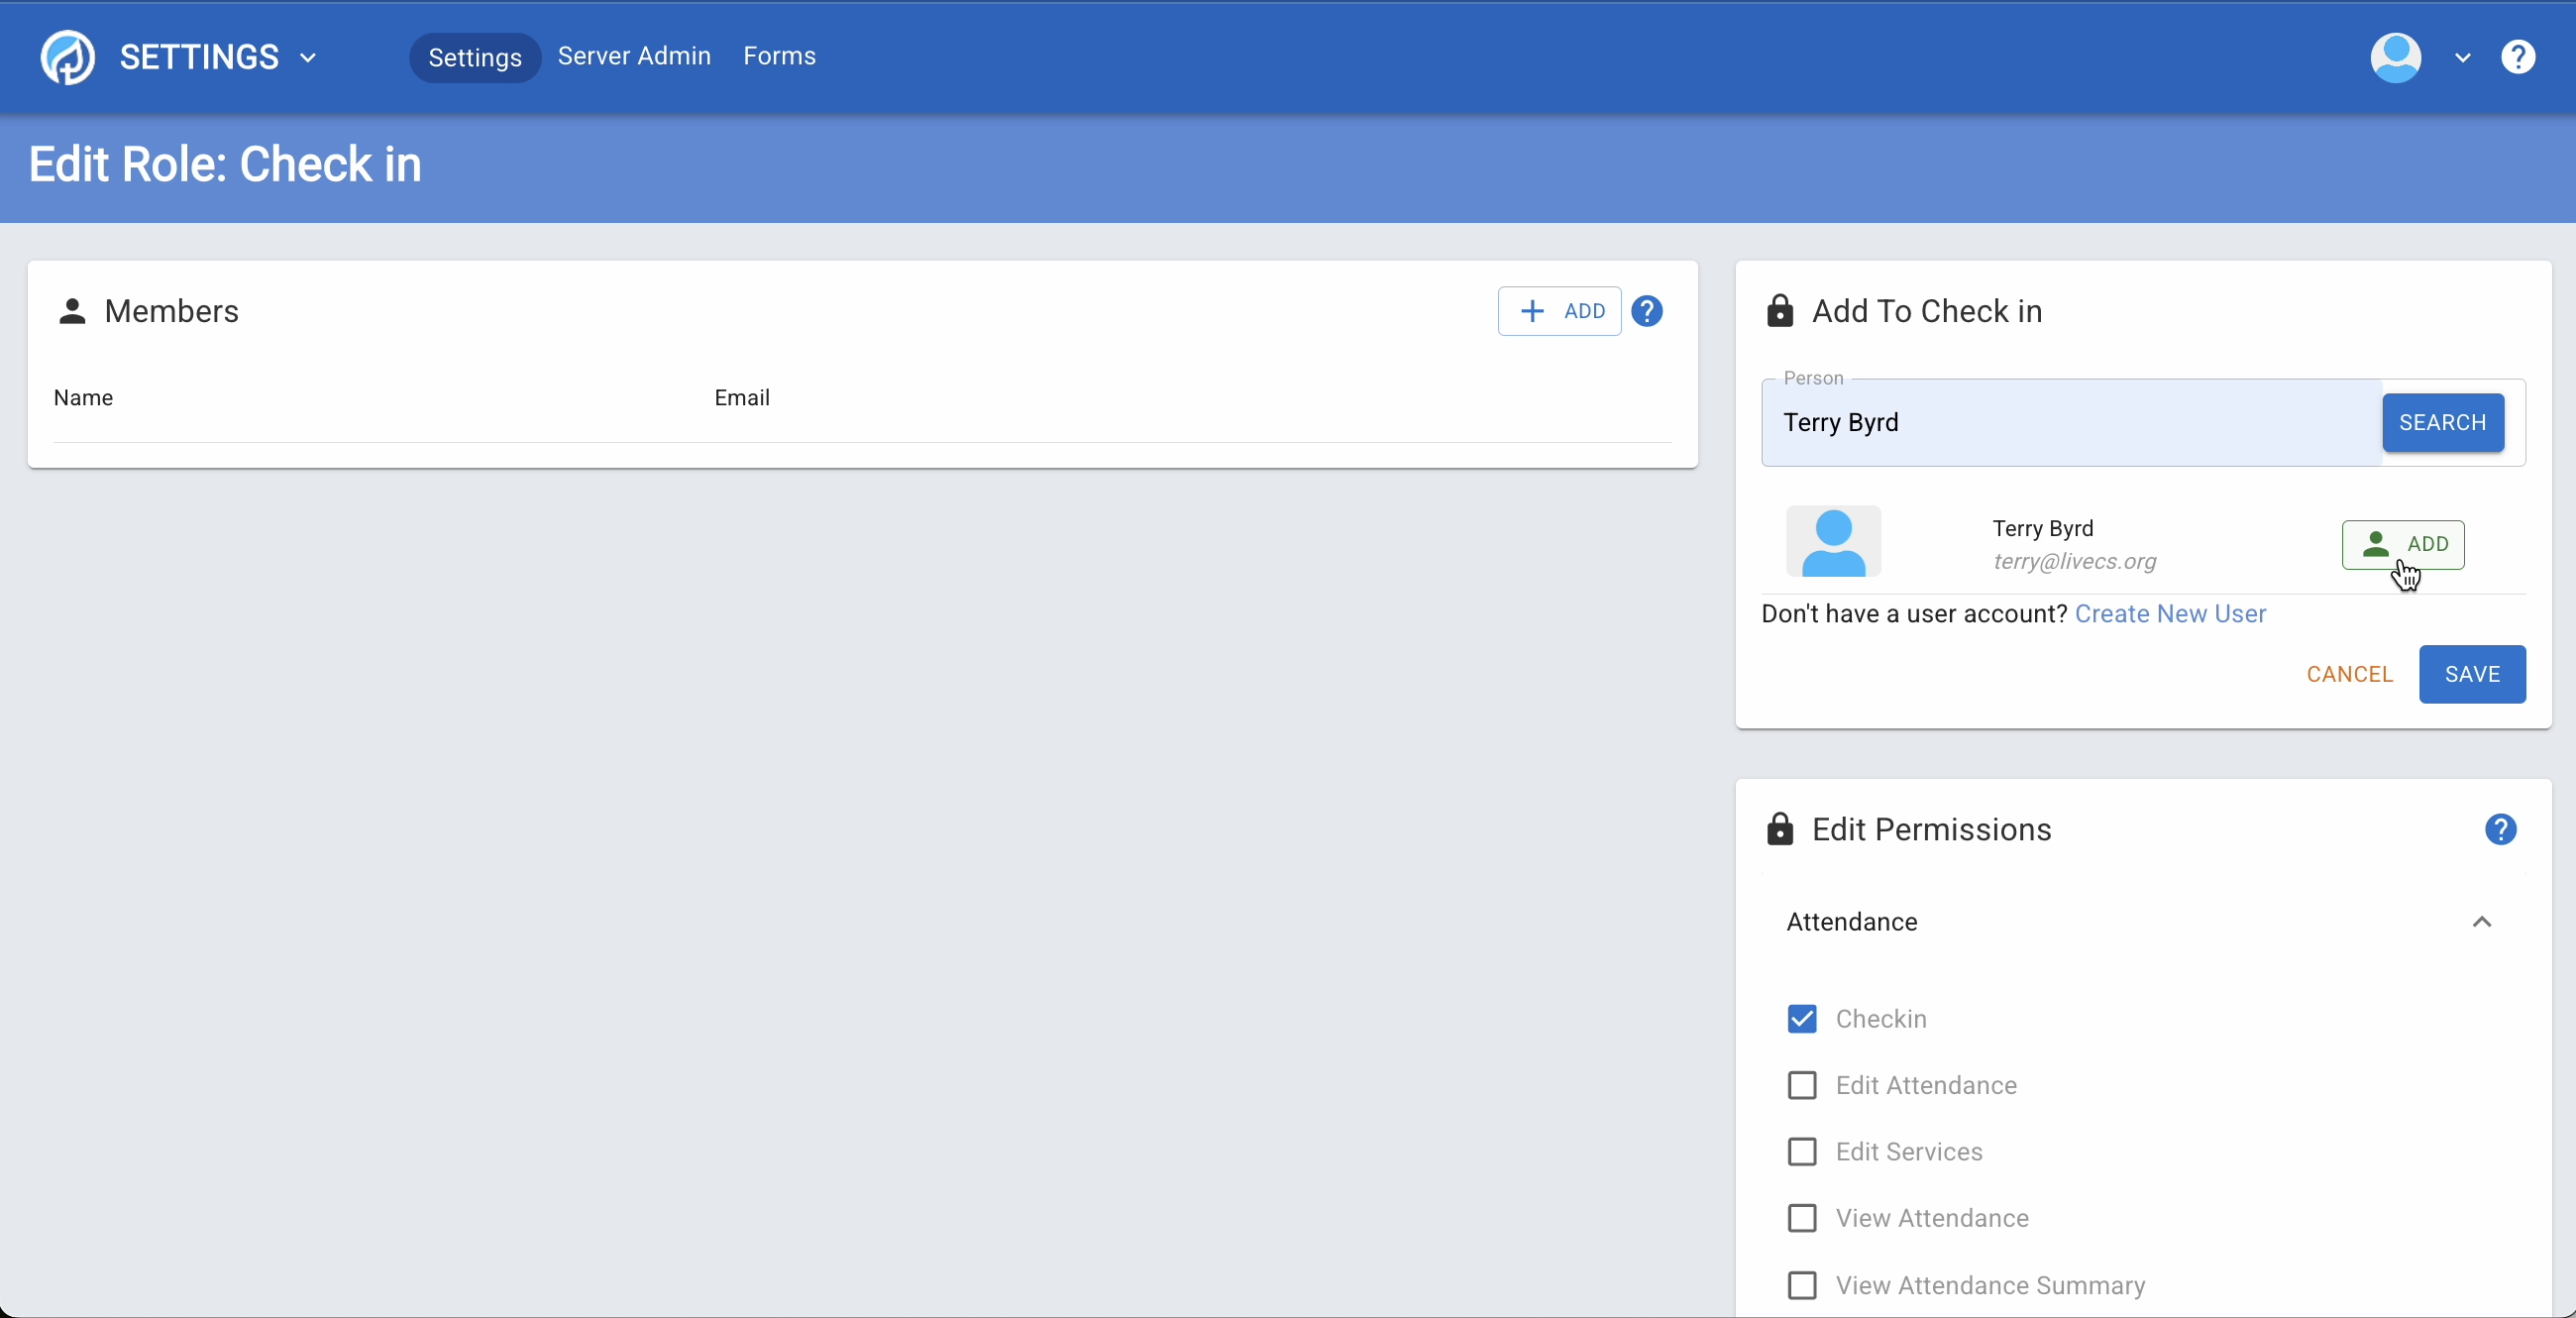 SETTINGS
Settings
Server Admin
Forms
?
Edit Role: Check in
Members
+ ADD
?
Name
Email
Add To Check in
Person
Terry Byrd
SEARCH
Terry Byrd
terry@livecs.org
ADD
Don't have a user account? Create New User
CANCEL
SAVE
Edit Permissions
?
Attendance
Checkin
Edit Attendance
Edit Services
View Attendance
View Attendance Summary